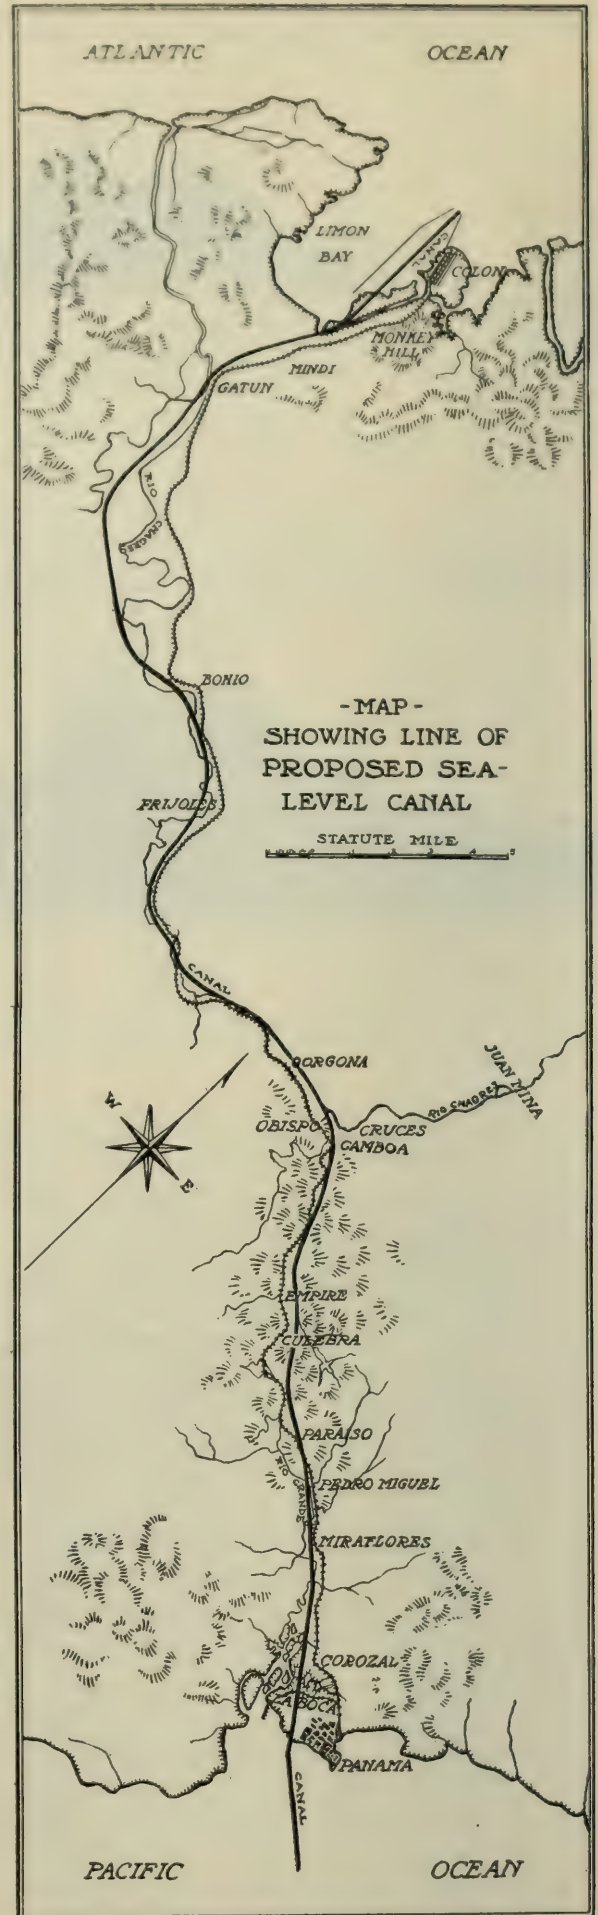 ATLANTIC OCEAN
LIMON
BAY
CANAL
COLON
MONKEY
HILL
MINDI
GATUN
RIO
CHAGRES
BOHIO
-MAP-
SHOWING LINE OF
PROPOSED SEA-
LEVEL CANAL
STATUTE MILE
FRIJOLES
CANAL
GORGONA
JUAN MINA
RIO CHAGRES
OBISPO
CRUCES
GAMBOA
W
E
EMPIRE
CULEBRA
PARAISO
RIO GRANDE
PEDRO MIGUEL
MIRAFLORES
COROZAL
LA BOCA
PANAMA
CANAL
PACIFIC OCEAN